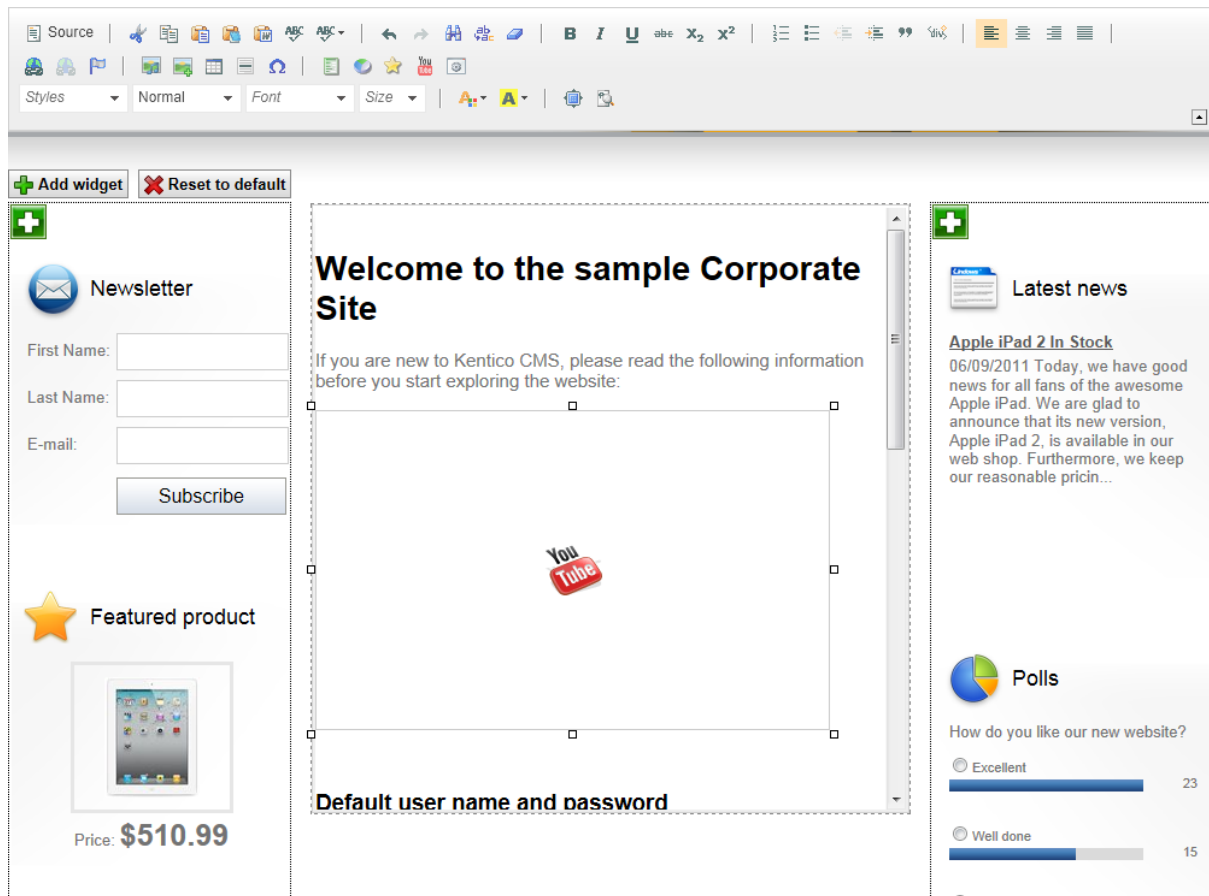 Source
B I U abc X₂ X²
Styles Normal Font Size
Add widget Reset to default
Newsletter
First Name:
Last Name:
E-mail:
Subscribe
Featured product
Price: $510.99
Welcome to the sample Corporate
Site
If you are new to Kentico CMS, please read the following information
before you start exploring the website:
You
Tube
Default user name and password
Latest news
Apple iPad 2 In Stock
06/09/2011 Today, we have good
news for all fans of the awesome
Apple iPad. We are glad to
announce that its new version,
Apple iPad 2, is available in our
web shop. Furthermore, we keep
our reasonable pricin...
Polls
How do you like our new website?
Excellent
23
Well done
15